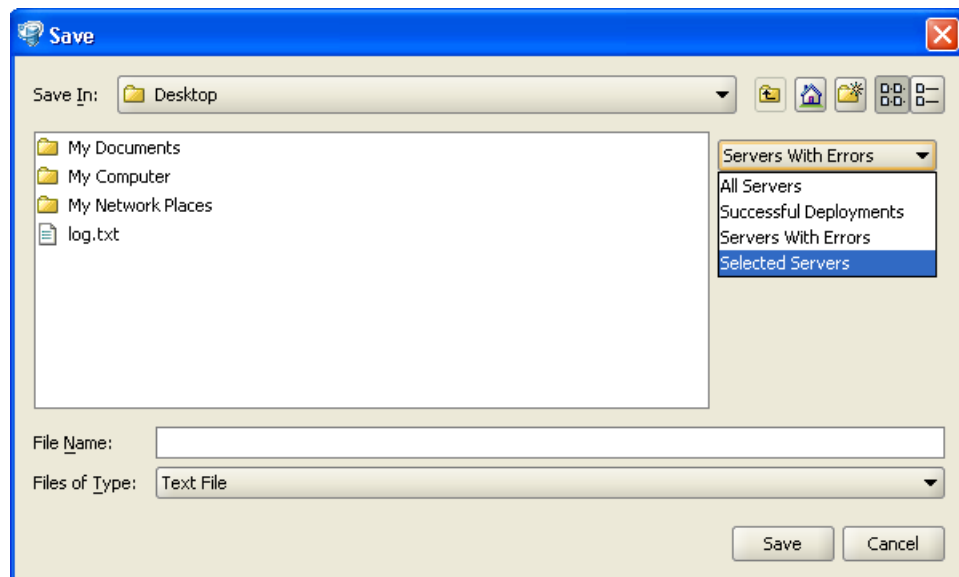 Save
Save In: Desktop
My Documents
My Computer
My Network Places
log.txt
Servers With Errors
All Servers
Successful Deployments
Servers With Errors
Selected Servers
File Name:
Files of Type: Text File
Save Cancel